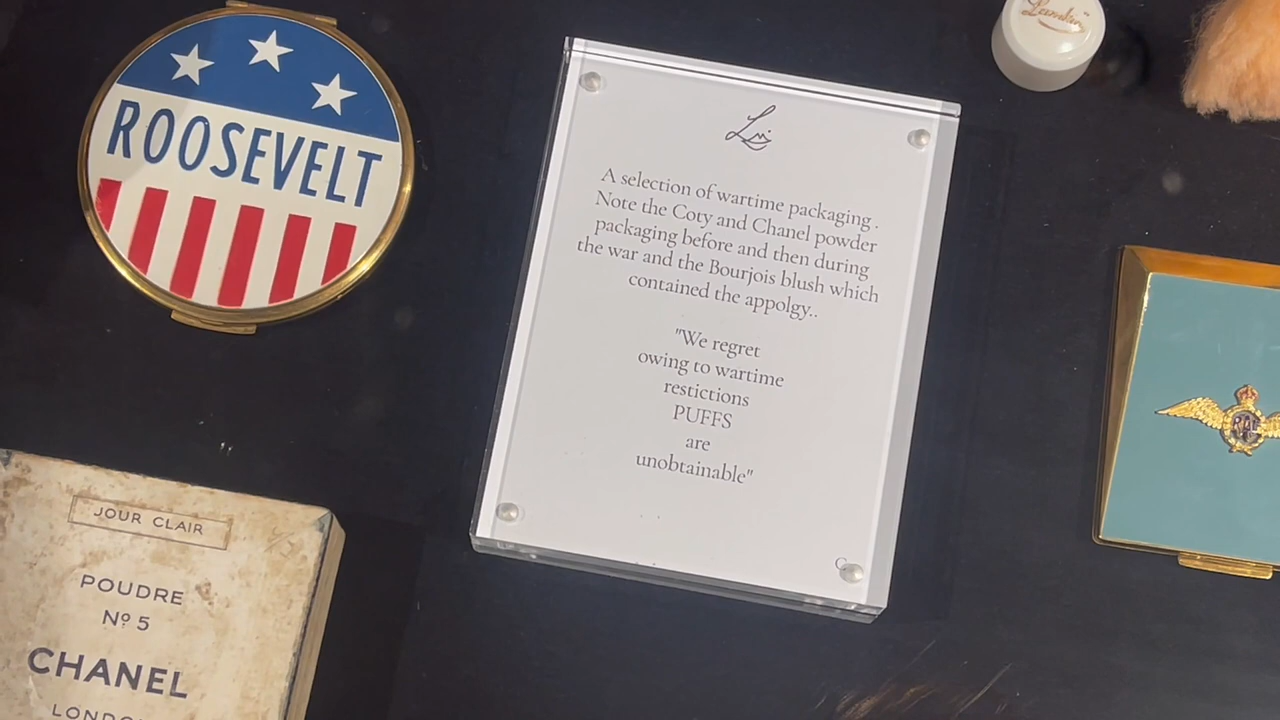 ROOSEVELT
A selection of wartime packaging.
Note the Coty and Chanel powder
packaging before and then during
the war and the Bourjois blush which
contained the appolgy..
"We regret
owing to wartime
restictions
PUFFS
are
unobtainable"
JOUR CLAIR
POUDRE
Nº 5
CHANEL
LONDO
RAF